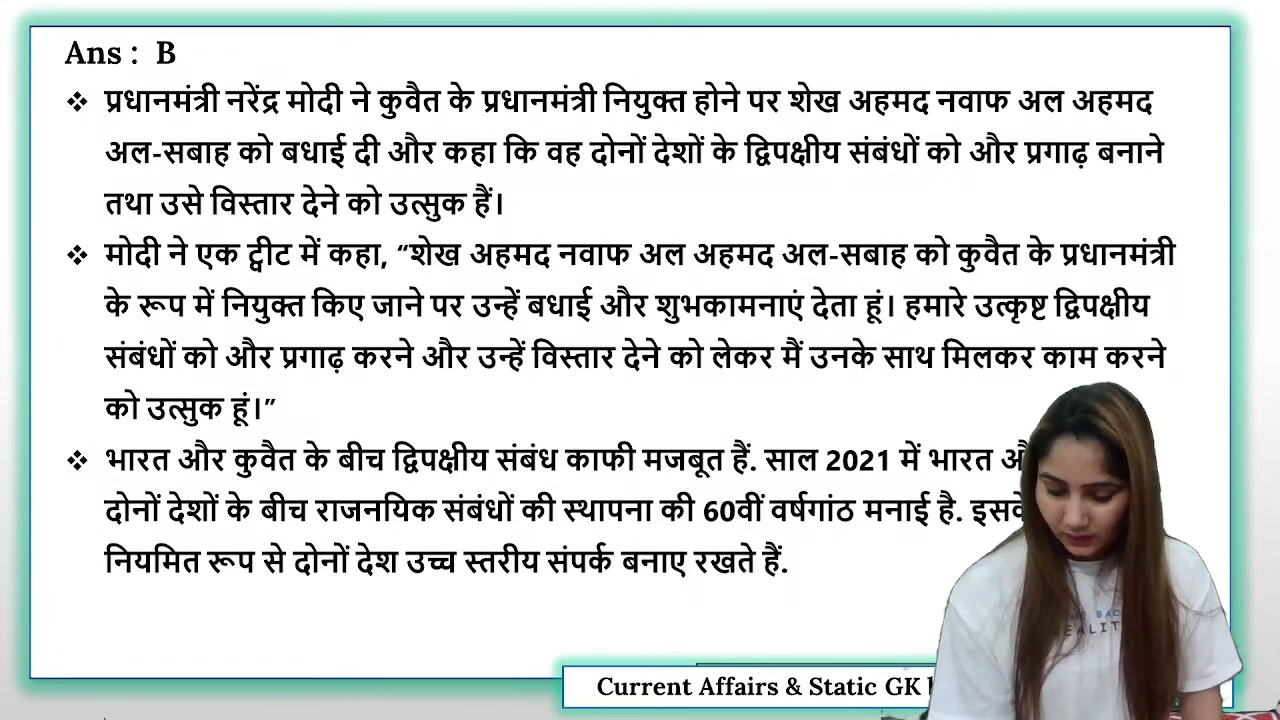 Ans : B
❖ प्रधानमंत्री नरेंद्र मोदी ने कुवैत के प्रधानमंत्री नियुक्त होने पर शेख अहमद नवाफ अल अहमद
अल-सबाह को बधाई दी और कहा कि वह दोनों देशों के द्विपक्षीय संबंधों को और प्रगाढ़ बनाने
तथा उसे विस्तार देने को उत्सुक हैं।
❖ मोदी ने एक ट्वीट में कहा, “शेख अहमद नवाफ अल अहमद अल-सबाह को कुवैत के प्रधानमंत्री
के रूप में नियुक्त किए जाने पर उन्हें बधाई और शुभकामनाएं देता हूं। हमारे उत्कृष्ट द्विपक्षीय
संबंधों को और प्रगाढ़ करने और उन्हें विस्तार देने को लेकर मैं उनके साथ मिलकर काम करने
को उत्सुक हूं।”
❖ भारत और कुवैत के बीच द्विपक्षीय संबंध काफी मजबूत हैं. साल 2021 में भारत
दोनों देशों के बीच राजनयिक संबंधों की स्थापना की 60वीं वर्षगांठ मनाई है.
नियमित रूप से दोनों देश उच्च स्तरीय संपर्क बनाए रखते हैं.
Current Affairs & Static GK